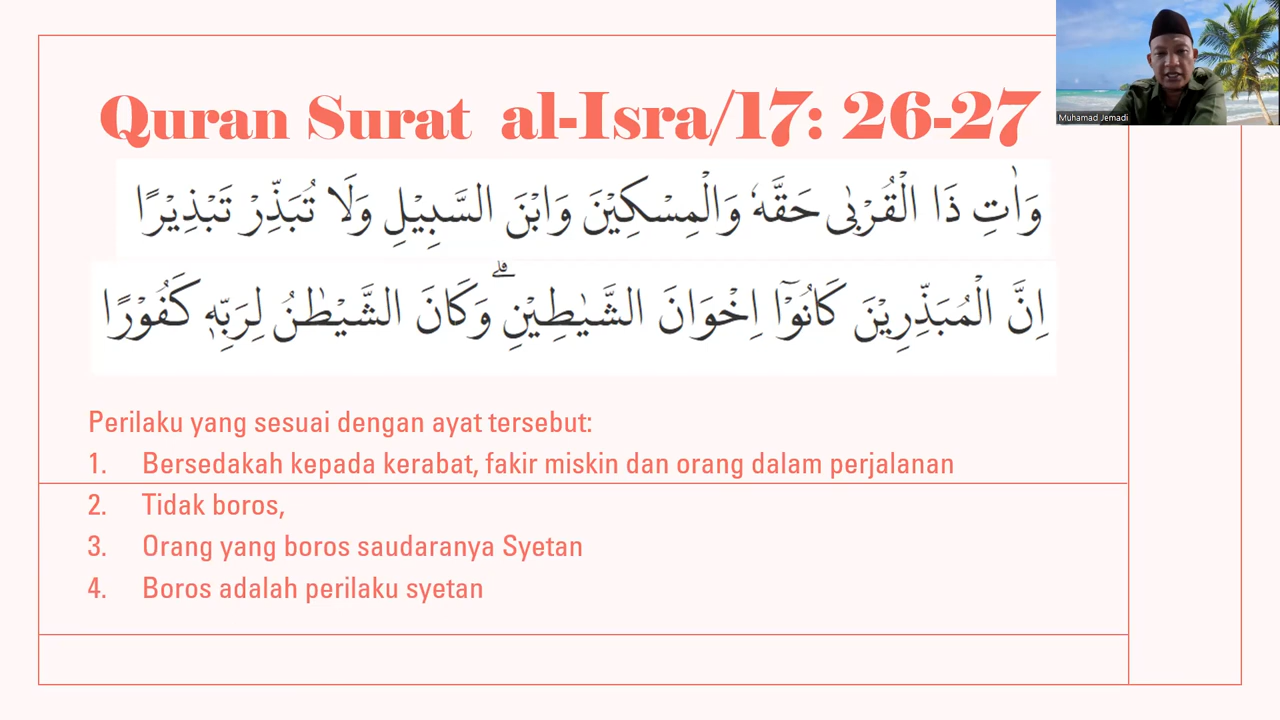 Quran Surat al-Isra/17: 26-27
وَاٰتِ ذَا الْقُرْبٰى حَقَّهٗ وَالْمِسْكِيْنَ وَابْنَ السَّبِيْلِ وَلَا تُبَذِّرْ تَبْذِيْرًا
اِنَّ الْمُبَذِّرِيْنَ كَانُوْٓا اِخْوَانَ الشَّيٰطِيْنِ ۗوَكَانَ الشَّيْطٰنُ لِرَبِّهٖ كَفُوْرًا
Perilaku yang sesuai dengan ayat tersebut:
1. Bersedakah kepada kerabat, fakir miskin dan orang dalam perjalanan
2. Tidak boros,
3. Orang yang boros saudaranya Syetan
4. Boros adalah perilaku syetan
Muhamad Jemadi